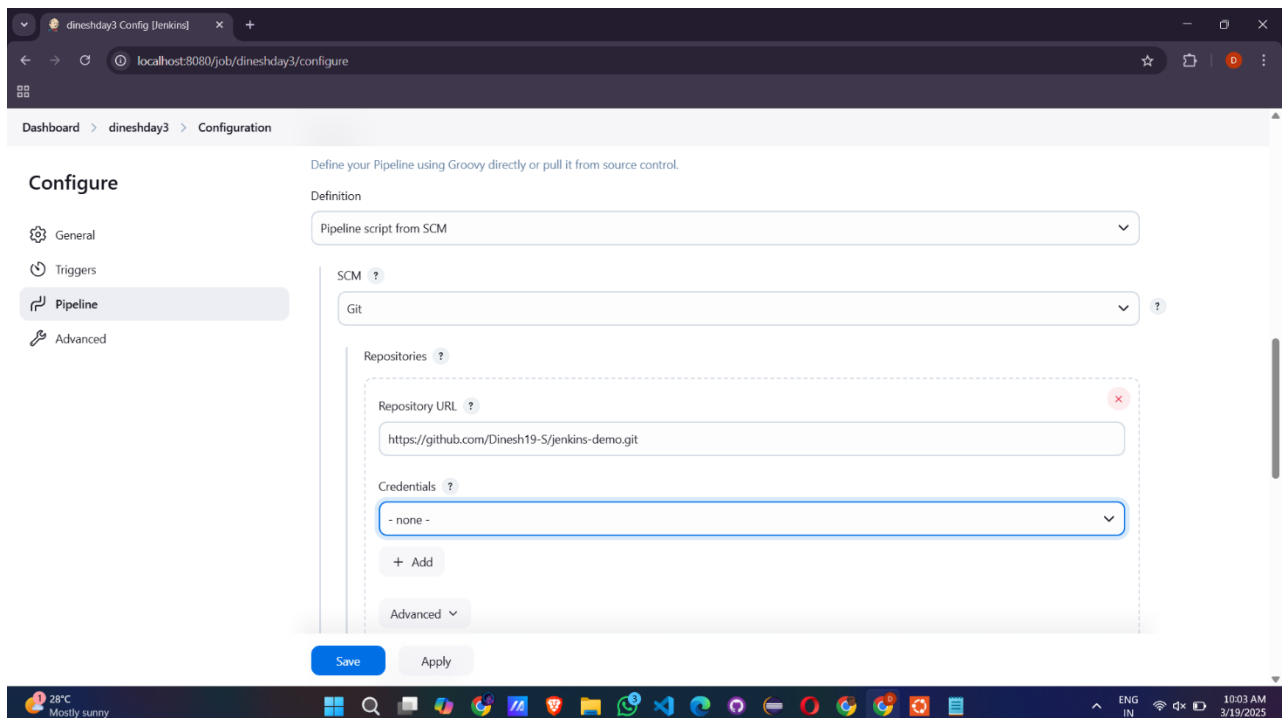 dineshday3 Config [Jenkins]
localhost:8080/job/dineshday3/configure
D
Dashboard > dineshday3 > Configuration
Configure
General
Triggers
Pipeline
Advanced
Define your Pipeline using Groovy directly or pull it from source control.
Definition
Pipeline script from SCM
SCM ?
Git
?
Repositories ?
Repository URL ?
https://github.com/Dinesh19-S/jenkins-demo.git
Credentials ?
- none -
+ Add
Advanced
Save Apply
1
28°C
Mostly sunny
3
D
ENG
IN
10:03 AM
3/19/2025